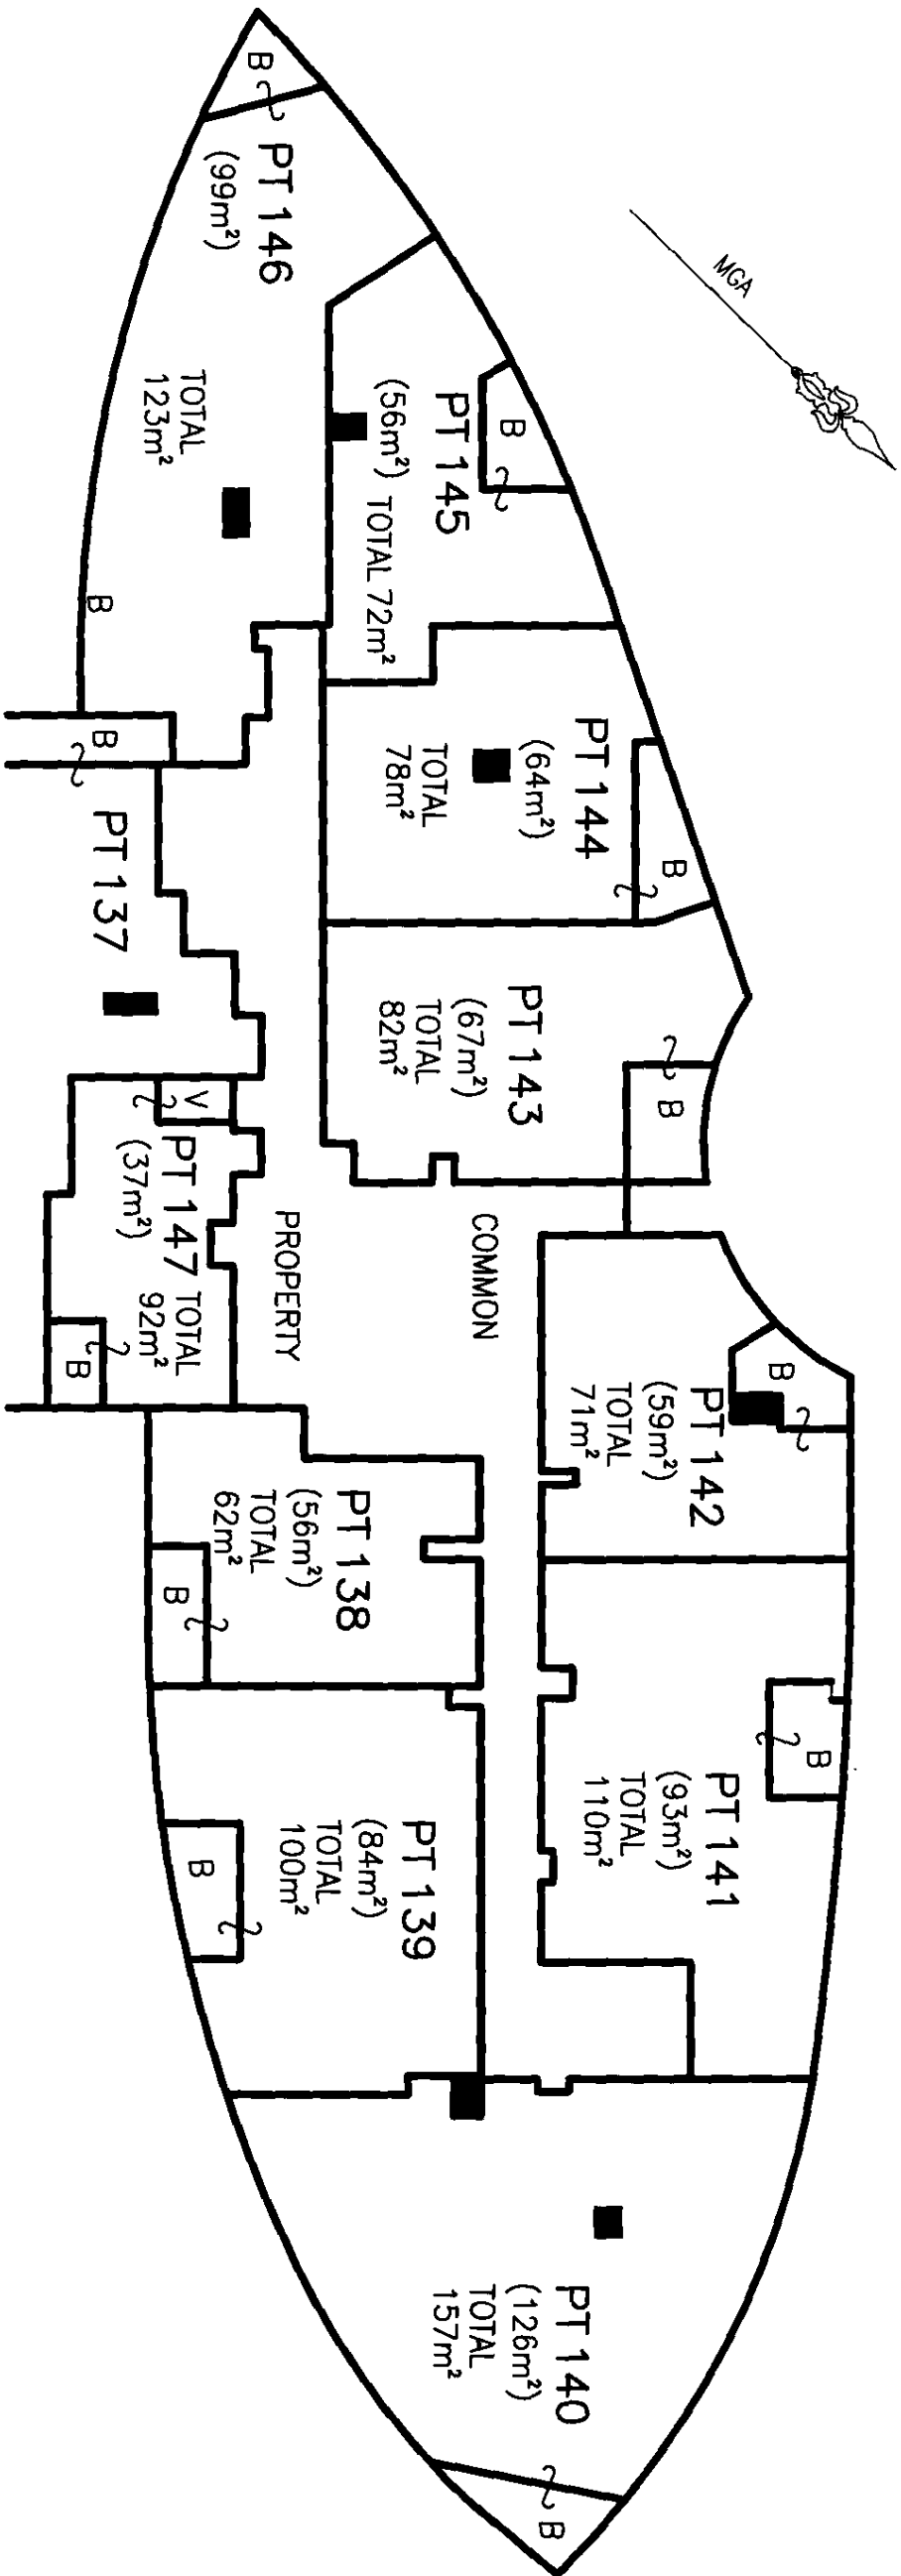 MGA
B
PT 146
(99m²)
TOTAL
123m²
B
B
PT 145
(56m²) TOTAL 72m²
B
PT 144
(64m²)
TOTAL
78m²
B
PT 143
(67m²)
TOTAL
82m²
B
B
PT 137
V
PT 147 TOTAL
(37m²) 92m²
B
COMMON
PROPERTY
B
PT 142
(59m²)
TOTAL
71m²
PT 138
(56m²)
TOTAL
62m²
B
B
PT 141
(93m²)
TOTAL
110m²
PT 139
(84m²)
TOTAL
100m²
B
PT 140
(126m²)
TOTAL
157m²
B